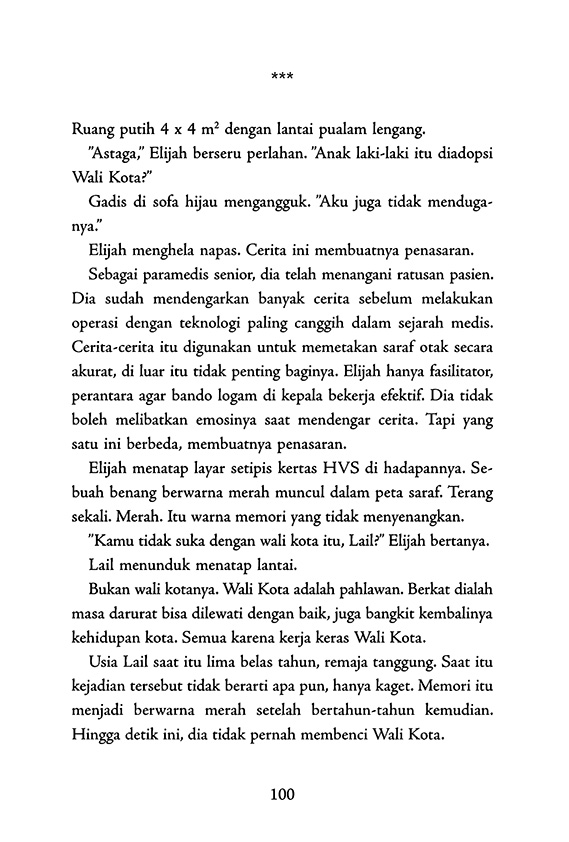 ***
Ruang putih 4 x 4 m² dengan lantai pualam lengang.
"Astaga," Elijah berseru perlahan. "Anak laki-laki itu diadopsi
Wali Kota?"
Gadis di sofa hijau mengangguk. "Aku juga tidak menduga-
nya."
Elijah menghela napas. Cerita ini membuatnya penasaran.
Sebagai paramedis senior, dia telah menangani ratusan pasien.
Dia sudah mendengarkan banyak cerita sebelum melakukan
operasi dengan teknologi paling canggih dalam sejarah medis.
Cerita-cerita itu digunakan untuk memetakan saraf otak secara
akurat, di luar itu tidak penting baginya. Elijah hanya fasilitator,
perantara agar bando logam di kepala bekerja efektif. Dia tidak
boleh melibatkan emosinya saat mendengar cerita. Tapi yang
satu ini berbeda, membuatnya penasaran.
Elijah menatap layar setipis kertas HVS di hadapannya. Se-
buah benang berwarna merah muncul dalam peta saraf. Terang
sekali. Merah. Itu warna memori yang tidak menyenangkan.
"Kamu tidak suka dengan wali kota itu, Lail?" Elijah bertanya.
Lail menunduk menatap lantai.
Bukan wali kotanya. Wali Kota adalah pahlawan. Berkat dialah
masa darurat bisa dilewati dengan baik, juga bangkit kembalinya
kehidupan kota. Semua karena kerja keras Wali Kota.
Usia Lail saat itu lima belas tahun, remaja tanggung. Saat itu
kejadian tersebut tidak berarti apa pun, hanya kaget. Memori itu
menjadi berwarna merah setelah bertahun-tahun kemudian.
Hingga detik ini, dia tidak pernah membenci Wali Kota.
100